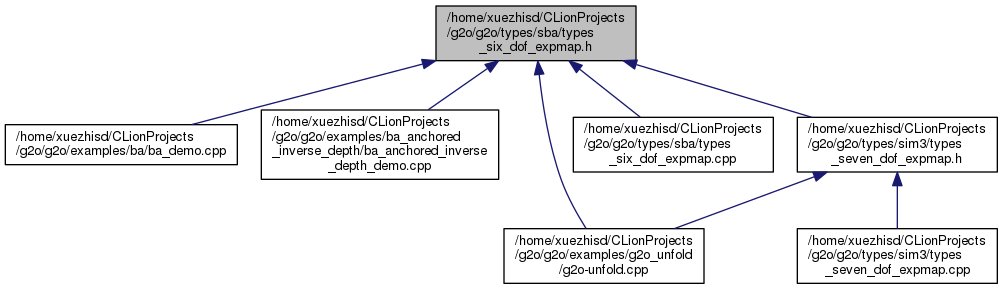 /home/xuezhisd/CLionProjects
/g2o/g2o/types/sba/types
_six_dof_expmap.h
/home/xuezhisd/CLionProjects
/g2o/g2o/examples/ba/ba_demo.cpp
/home/xuezhisd/CLionProjects
/g2o/g2o/examples/ba_anchored
_inverse_depth/ba_anchored_inverse
_depth_demo.cpp
/home/xuezhisd/CLionProjects
/g2o/g2o/types/sba/types
_six_dof_expmap.cpp
/home/xuezhisd/CLionProjects
/g2o/g2o/types/sim3/types
_seven_dof_expmap.h
/home/xuezhisd/CLionProjects
/g2o/g2o/examples/g2o_unfold
/g2o-unfold.cpp
/home/xuezhisd/CLionProjects
/g2o/g2o/types/sim3/types
_seven_dof_expmap.cpp